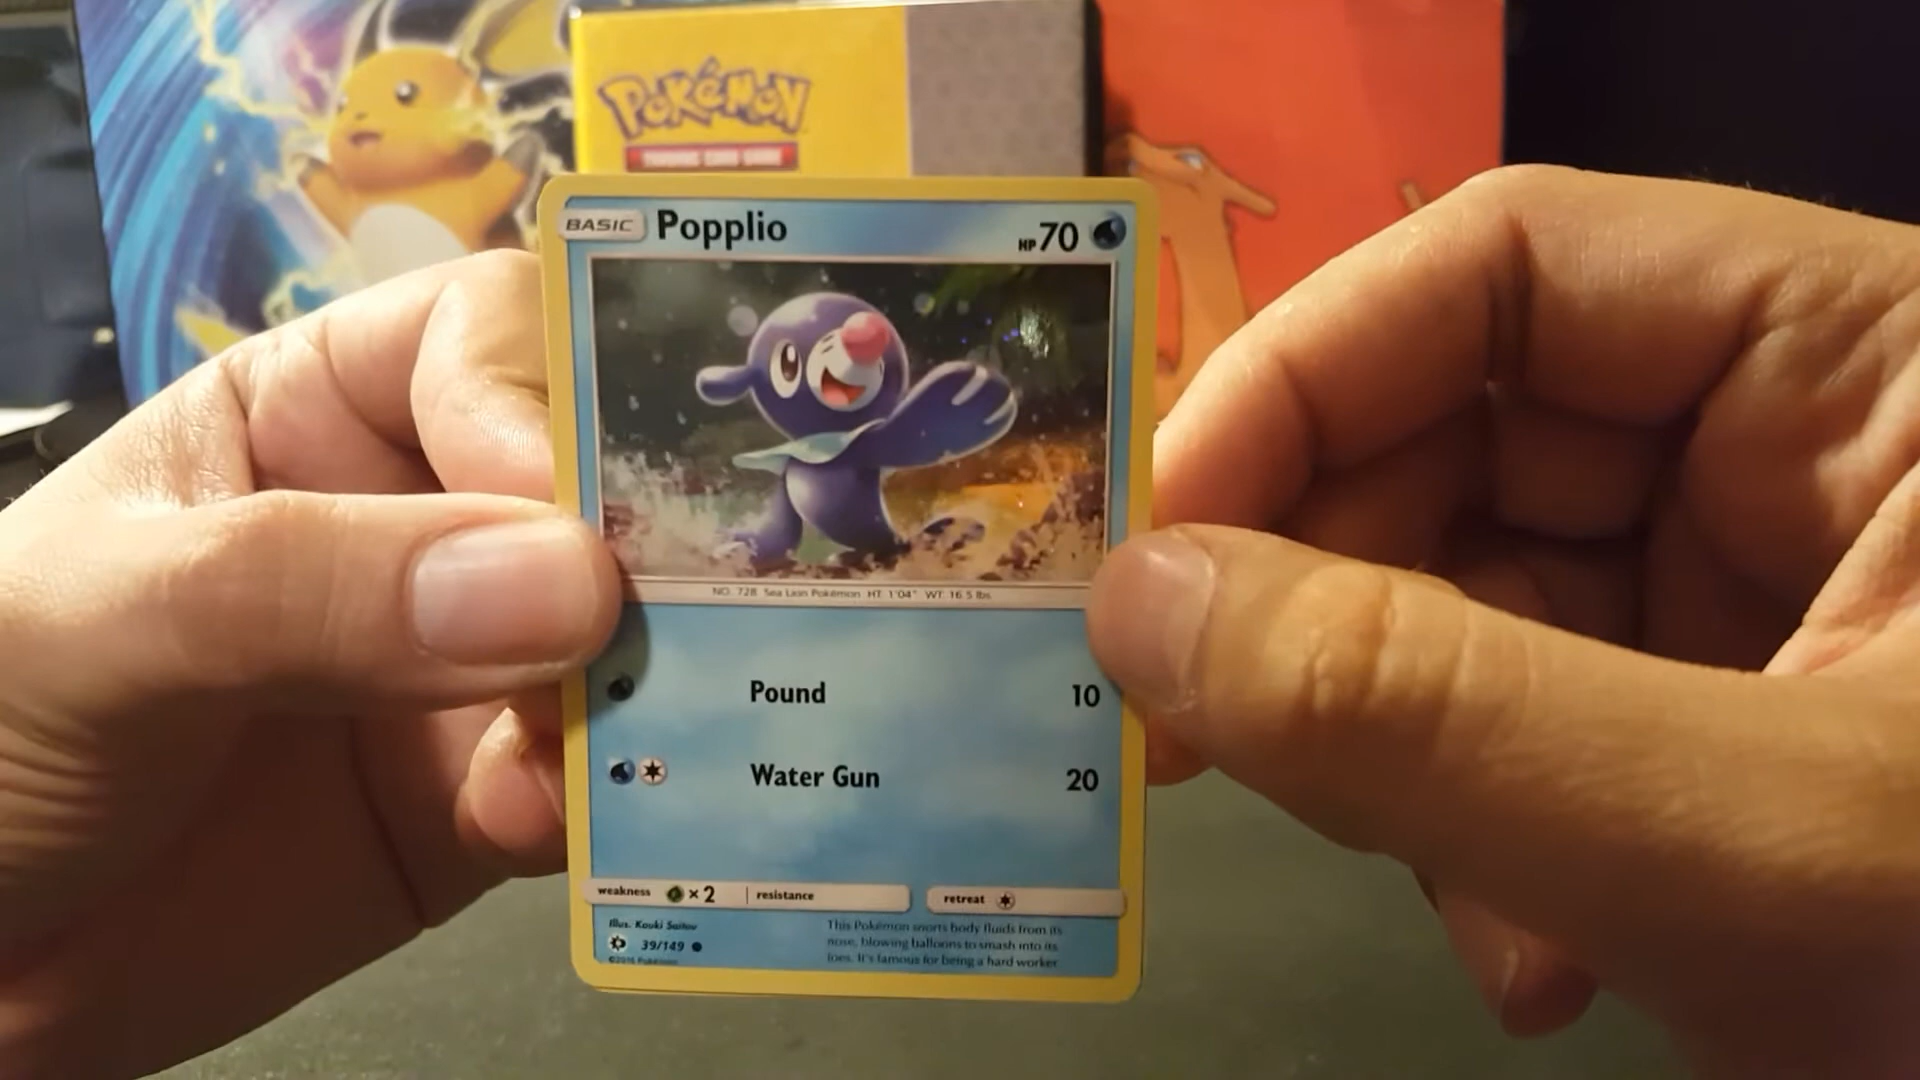 Pokémon
TRADING CARD GAME
BASIC Popplio HP 70
NO. 728 Sea Lion Pokémon HT 1'04" WT 16.5 lbs.
Pound 10
Water Gun 20
weakness ×2 resistance retreat
Illus. Kouki Saitou
39/149
©2016 Pokémon
This Pokémon snorts body fluids from its
nose, blowing balloons to smash into its
foes. It's famous for being a hard worker.